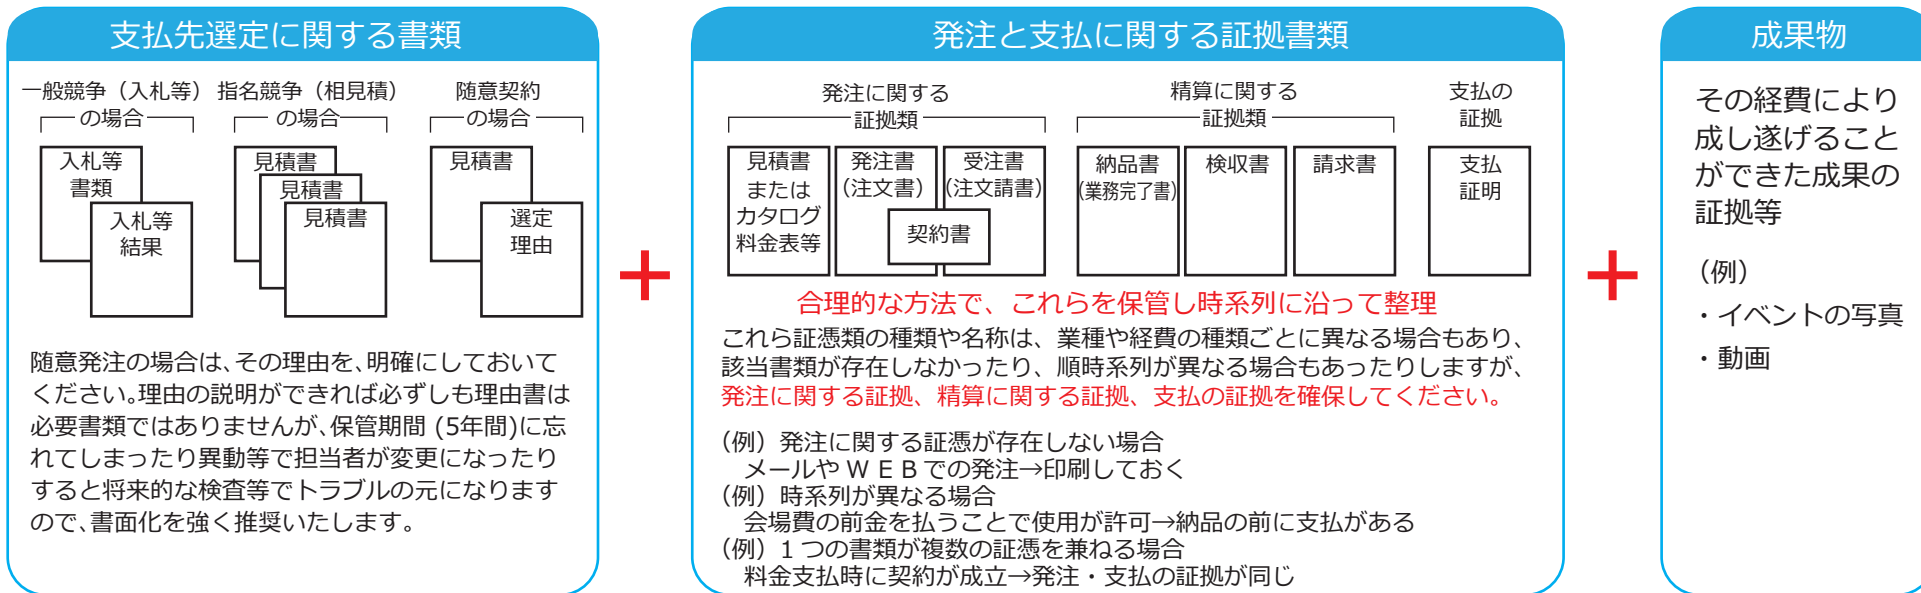 支払先選定に関する書類
一般競争（入札等）
の場合
指名競争（相見積）
の場合
随意契約
の場合
入札等
書類
入札等
結果
見積書
見積書
見積書
見積書
選定
理由
随意発注の場合は、その理由を、明確にしておいて
ください。理由の説明ができれば必ずしも理由書は
必要書類ではありませんが、保管期間 (5年間)に忘
れてしまったり異動等で担当者が変更になったり
すると将来的な検査等でトラブルの元になります
ので、書面化を強く推奨いたします。
+
発注と支払に関する証拠書類
発注に関する
証拠類
精算に関する
証拠類
支払の
証拠
見積書
または
カタログ
料金表等
発注書
(注文書)
受注書
(注文請書)
契約書
納品書
(業務完了書)
検収書
請求書
支払
証明
合理的な方法で、これらを保管し時系列に沿って整理
これら証憑類の種類や名称は、業種や経費の種類ごとに異なる場合もあり、
該当書類が存在しなかったり、順時系列が異なる場合もあったりしますが、
発注に関する証拠、精算に関する証拠、支払の証拠を確保してください。
（例）発注に関する証憑が存在しない場合
メールやＷＥＢでの発注→印刷しておく
（例）時系列が異なる場合
会場費の前金を払うことで使用が許可→納品の前に支払がある
（例）１つの書類が複数の証憑を兼ねる場合
料金支払時に契約が成立→発注・支払の証拠が同じ
+
成果物
その経費により
成し遂げること
ができた成果の
証拠等
（例）
・イベントの写真
・動画